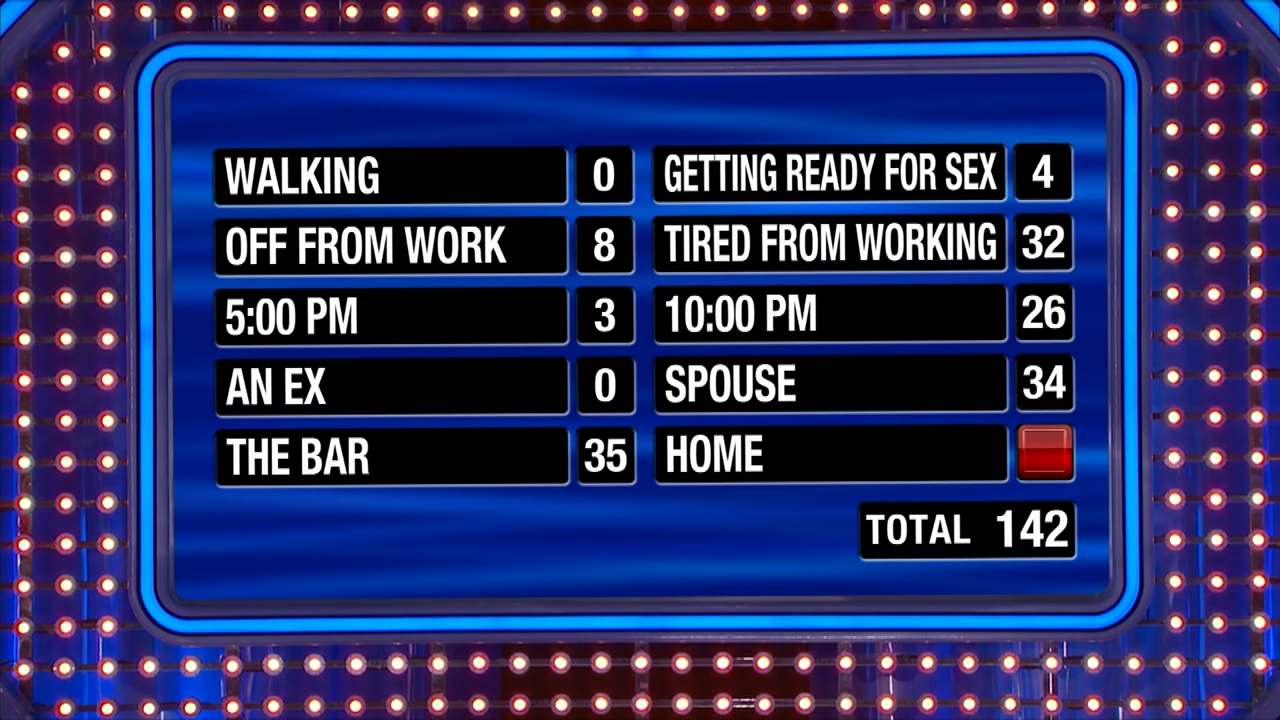 WALKING 0
OFF FROM WORK 8
5:00 PM 3
AN EX 0
THE BAR 35
GETTING READY FOR SEX 4
TIRED FROM WORKING 32
10:00 PM 26
SPOUSE 34
HOME
TOTAL 142